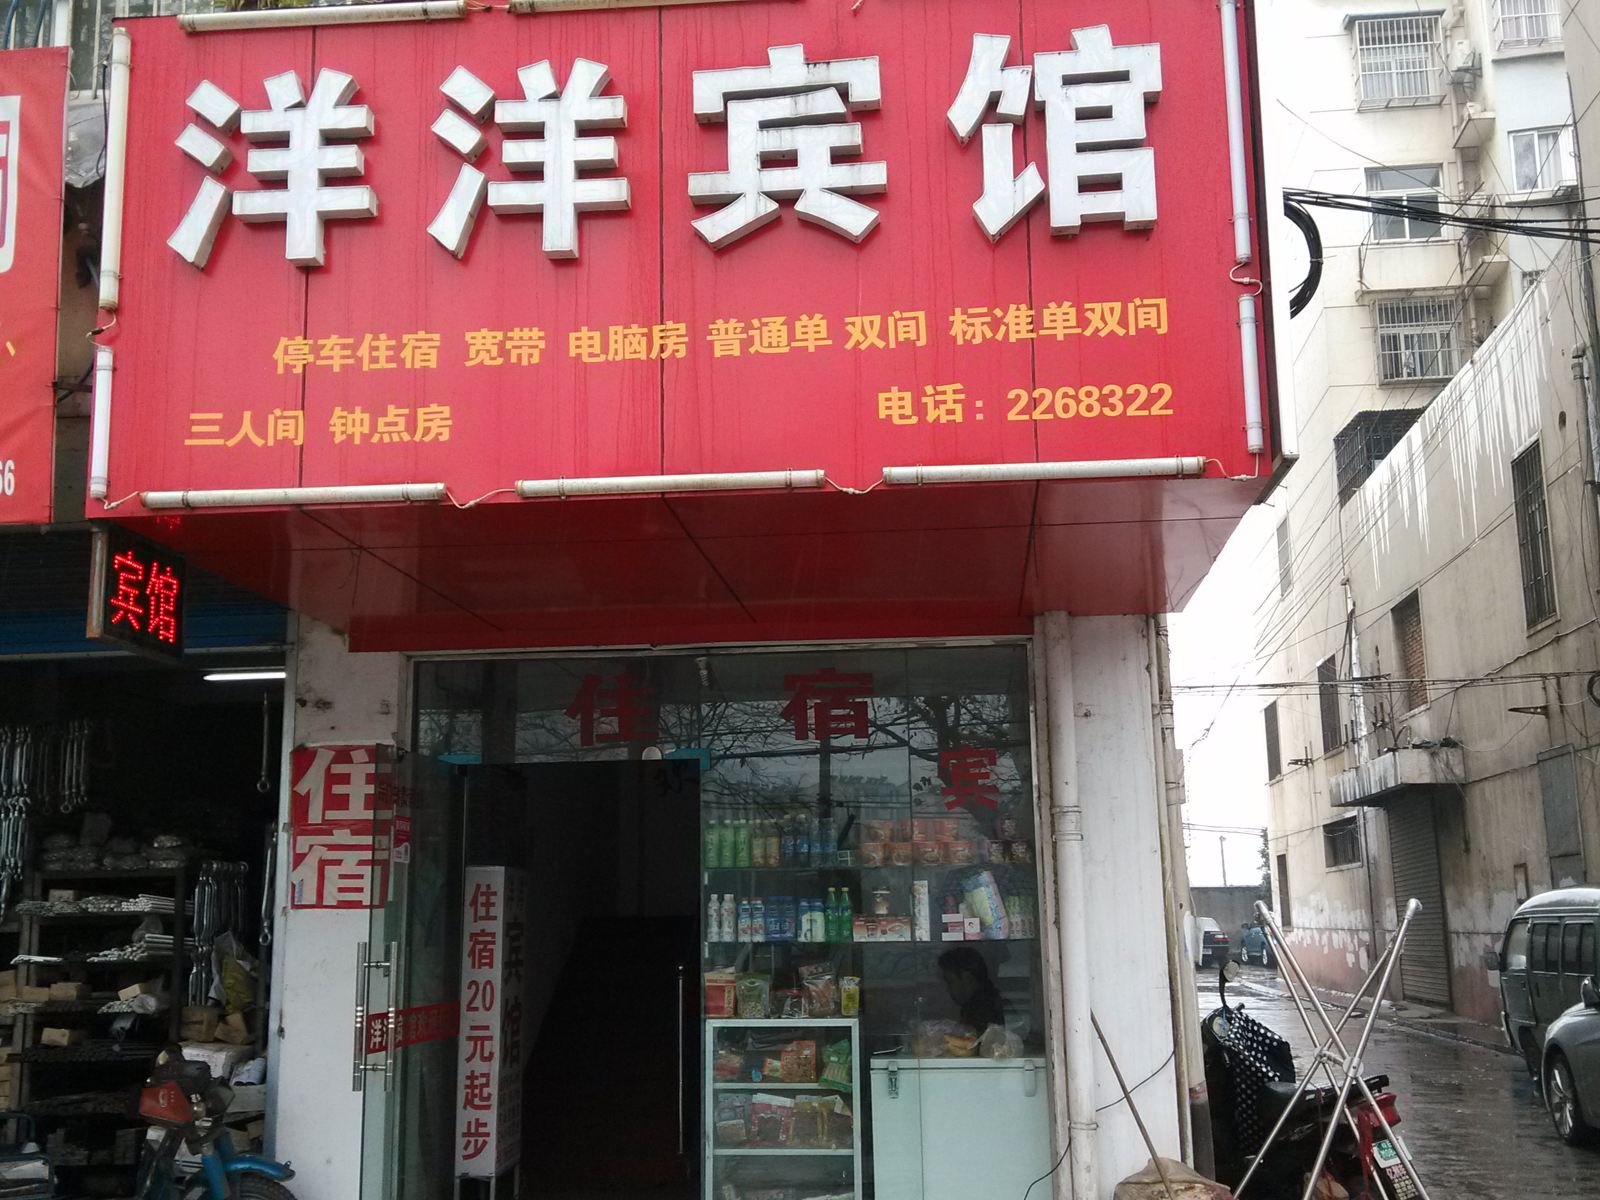 洋洋宾馆
停车住宿 宽带 电脑房 普通单 双间 标准单双间
三人间 钟点房
电话：2268322
66
宾馆
住宿
宾
住宿
住宿20元起步
宾馆